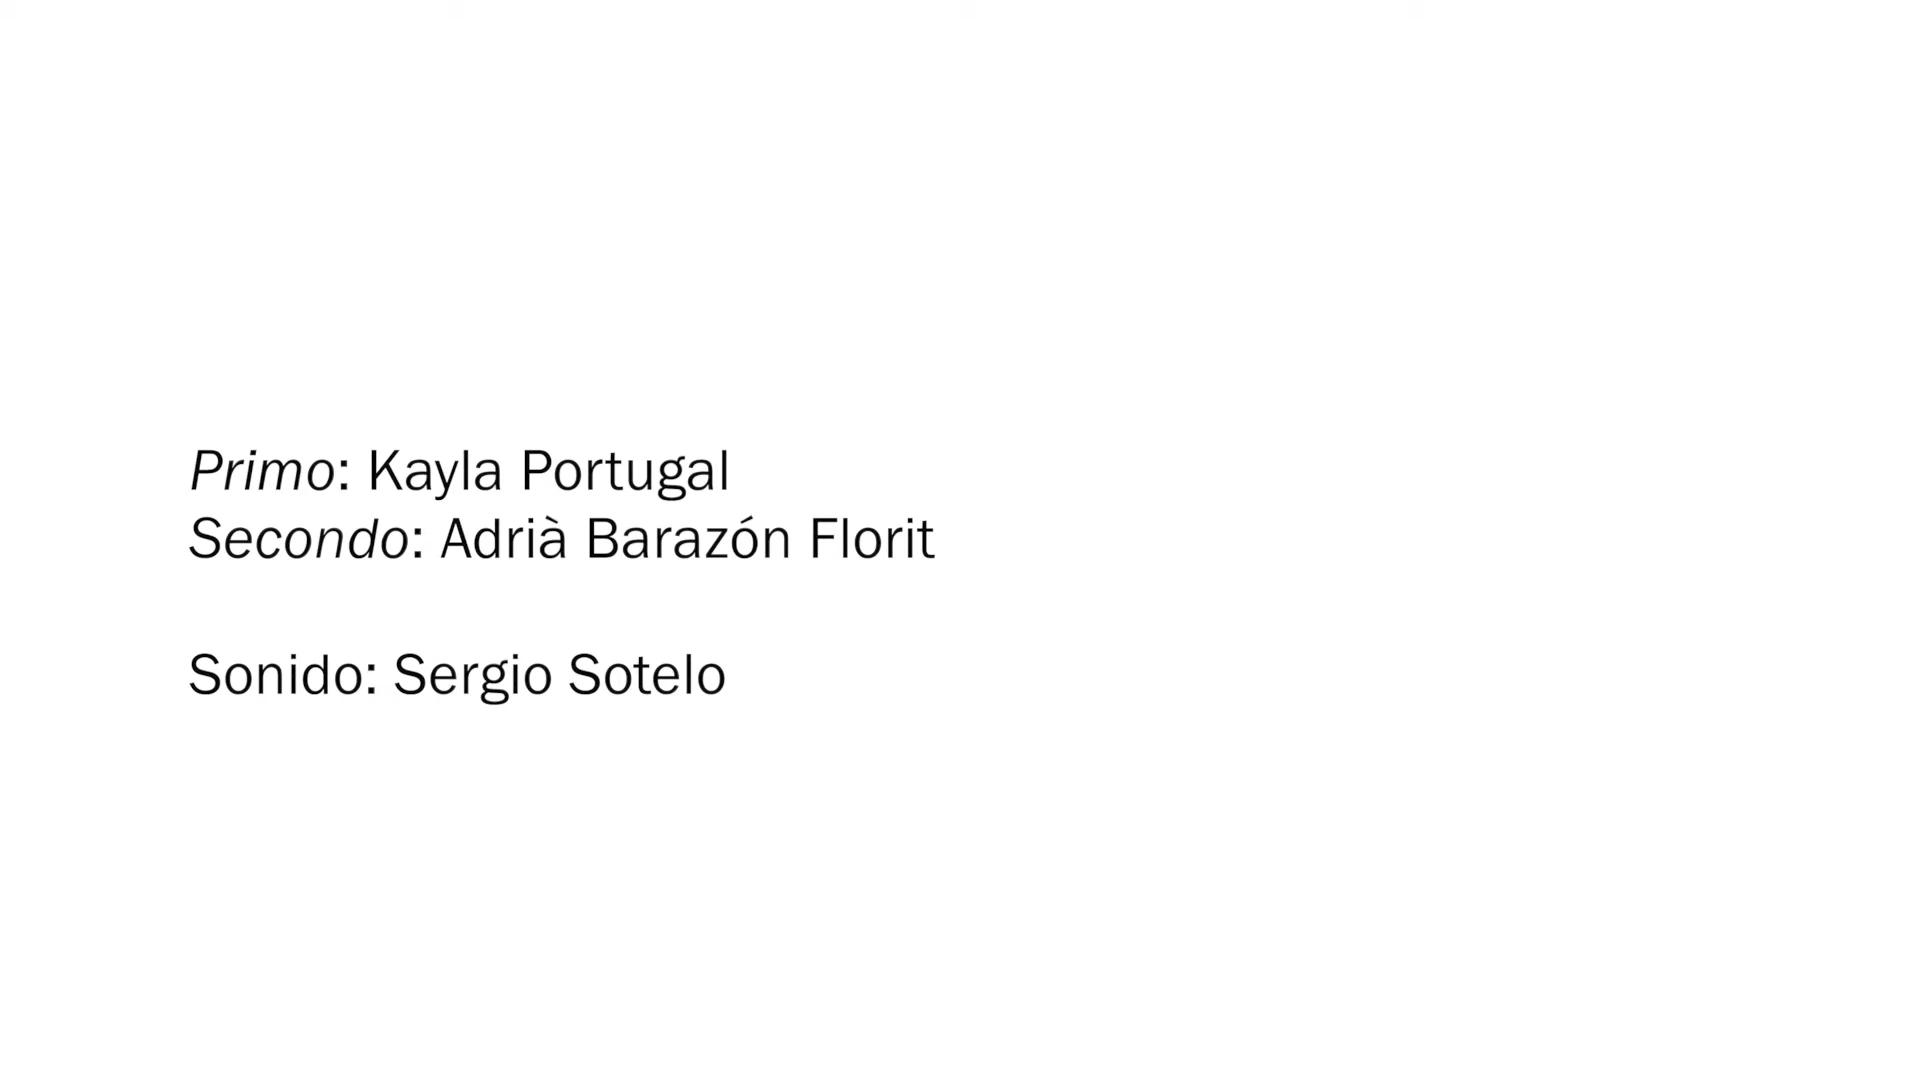 Primo: Kayla Portugal
Secondo: Adrià Barazón Florit
Sonido: Sergio Sotelo